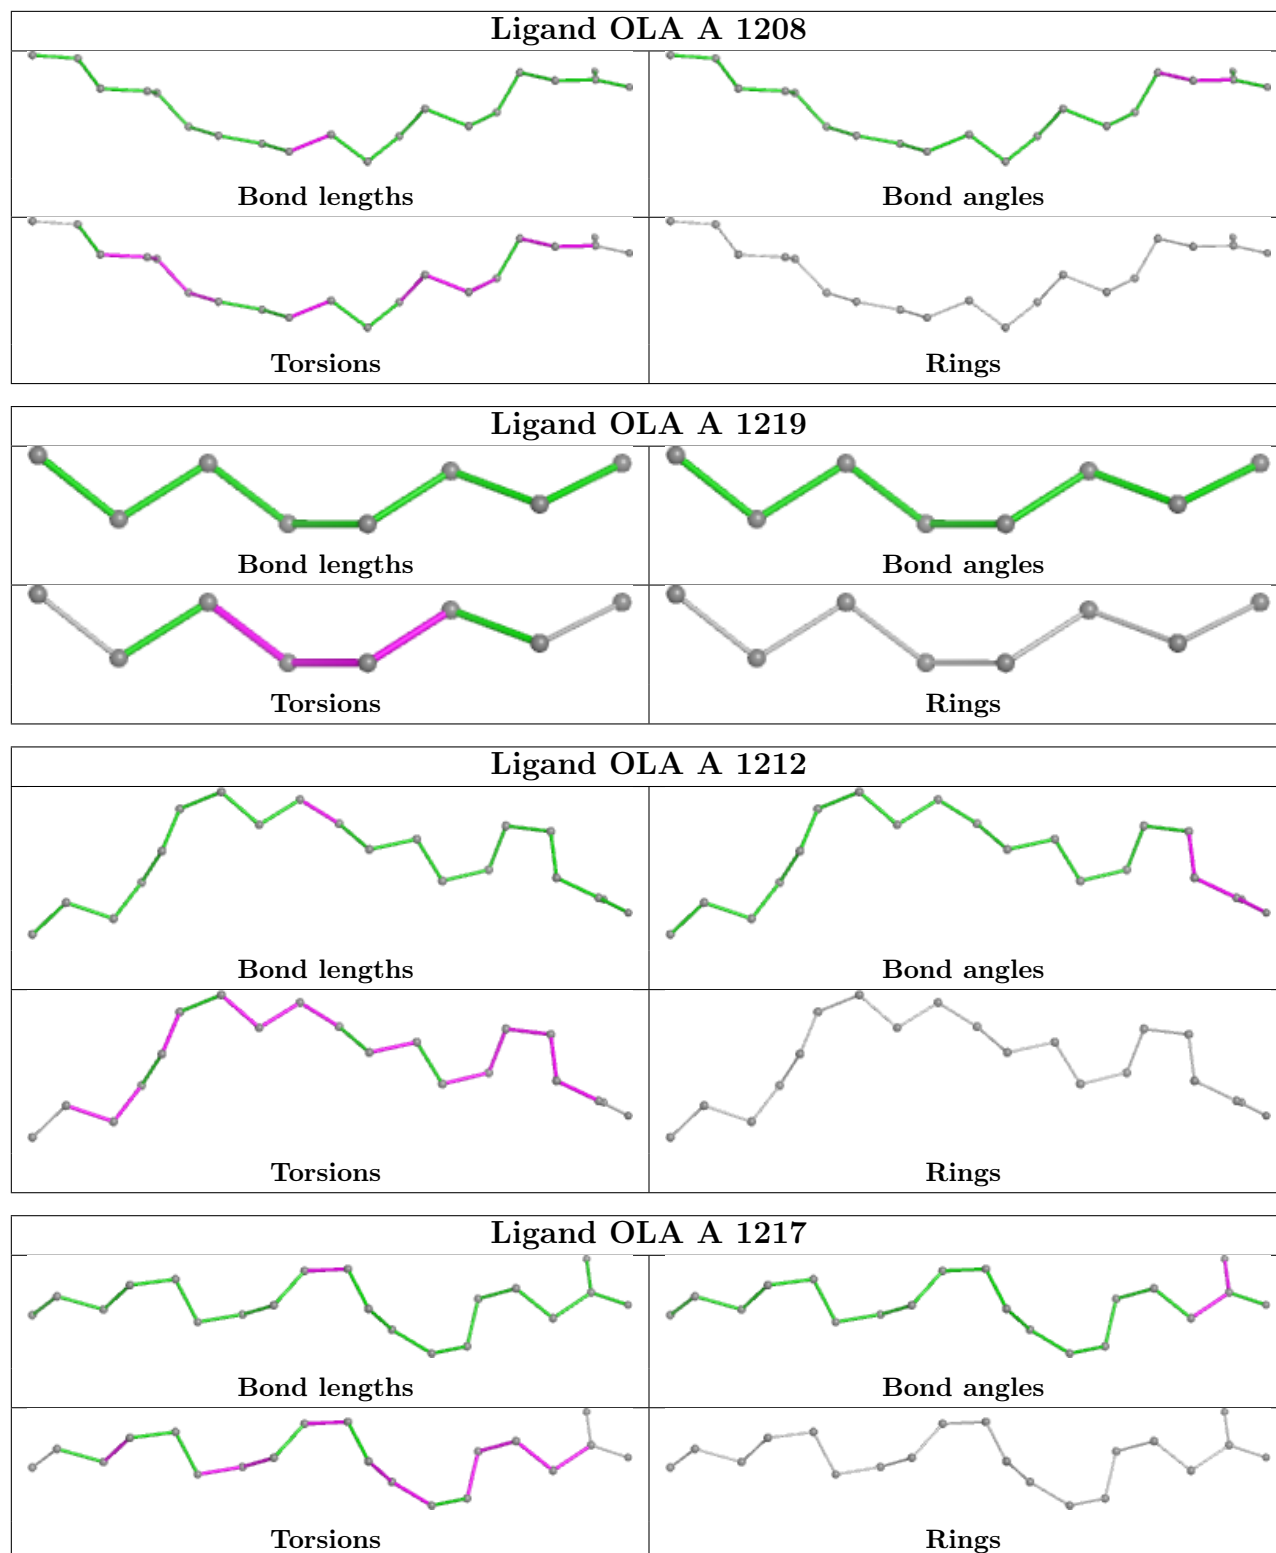 Ligand OLA A 1208
Bond lengths
Bond angles
Torsions
Rings
Ligand OLA A 1219
Bond lengths
Bond angles
Torsions
Rings
Ligand OLA A 1212
Bond lengths
Bond angles
Torsions
Rings
Ligand OLA A 1217
Bond lengths
Bond angles
Torsions
Rings